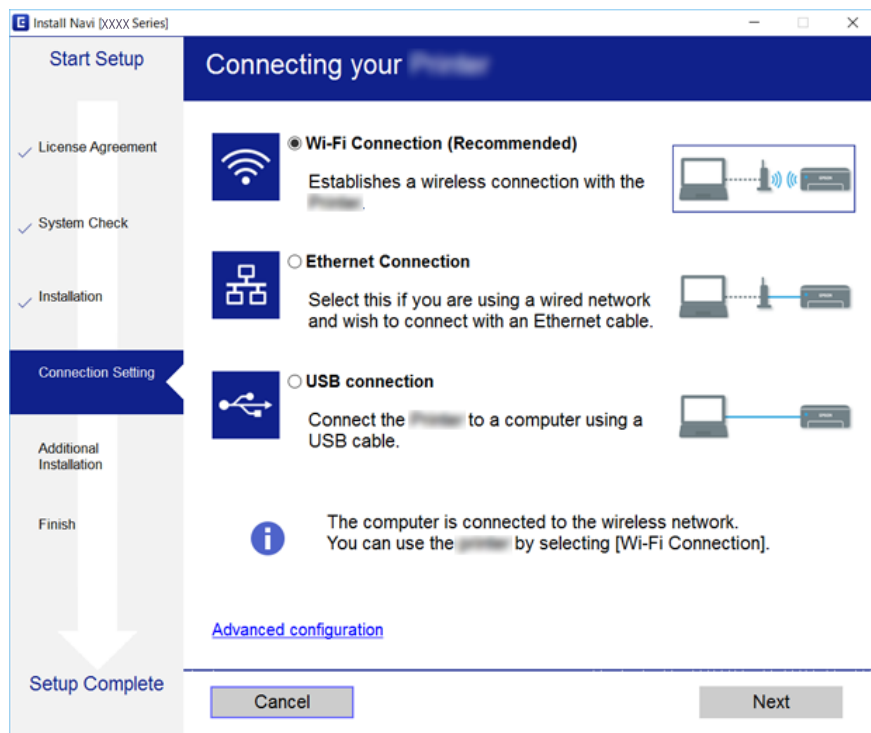 E Install Navi [XXXX Series]
Start Setup
License Agreement
System Check
Installation
Connection Setting
Additional
Installation
Finish
Setup Complete
Connecting your
Wi-Fi Connection (Recommended)
Establishes a wireless connection with the
.
EPSON
Ethernet Connection
Select this if you are using a wired network
and wish to connect with an Ethernet cable.
EPSON
USB connection
Connect the to a computer using a
USB cable.
EPSON
i
The computer is connected to the wireless network.
You can use the by selecting [Wi-Fi Connection].
Advanced configuration
Cancel
Next